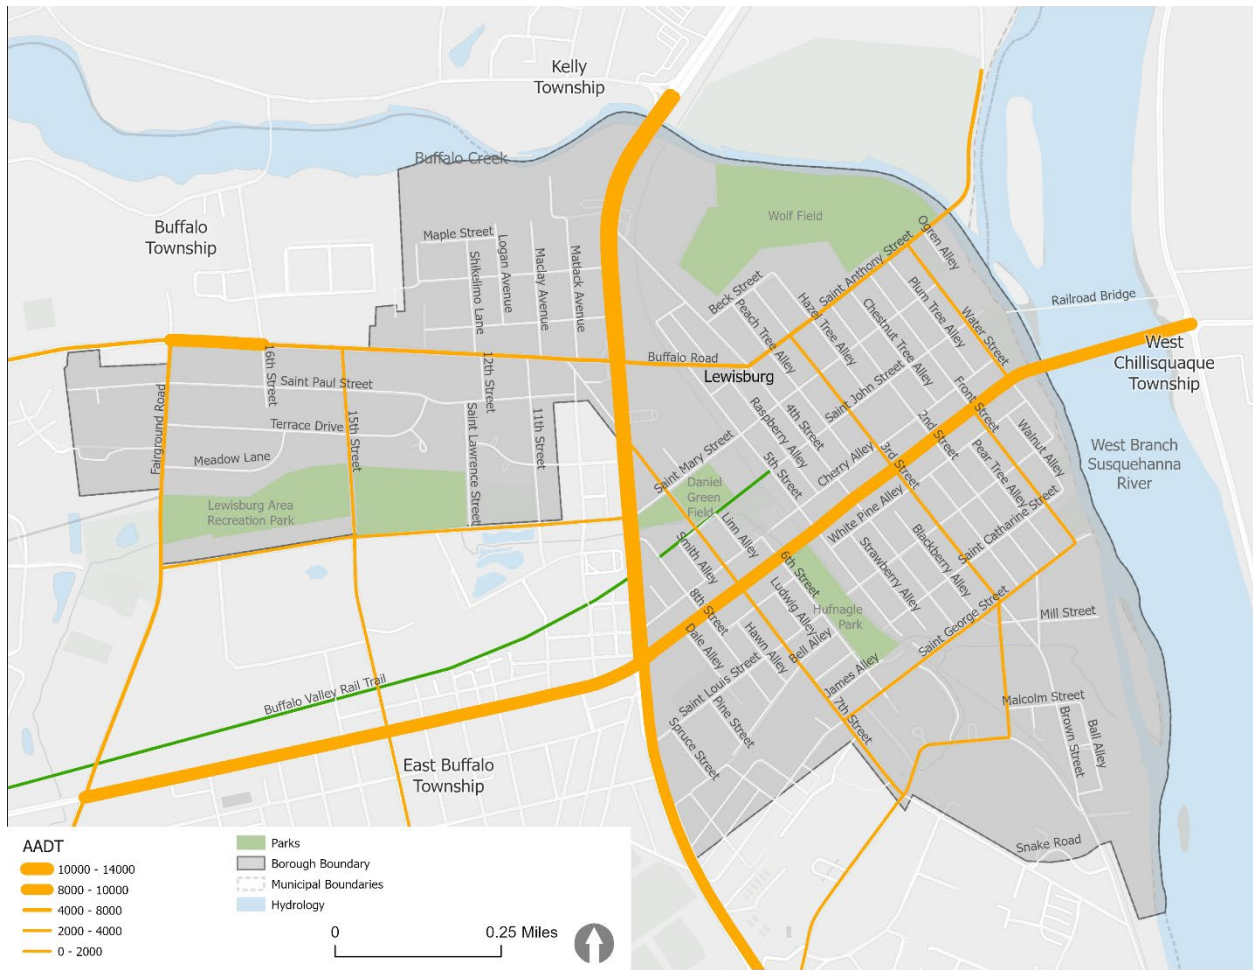 Kelly
Township
Buffalo Creek
Buffalo
Township
Wolf Field
Ogren Alley
Saint Anthony Street
Maple Street
Logan Avenue
Shikelimo Lane
Maclay Avenue
Matlack Avenue
Beck Street
Peach Tree Alley
Hazel Tree Alley
Chestnut Tree Alley
Plum Tree Alley
Water Street
Railroad Bridge
West
Chillisquaque
Township
Buffalo Road
Lewisburg
16th Street
Saint Paul Street
12th Street
Saint John Street
Front Street
Fairground Road
15th Street
Terrace Drive
Saint Lawrence Street
11th Street
4th Street
Raspberry Alley
2nd Street
Walnut Alley
Meadow Lane
Saint Mary Street
5th Street
Cherry Alley
3rd Street
Pear Tree Alley
West Branch
Susquehanna
River
Lewisburg Area
Recreation Park
Daniel
Green
Field
Linn Alley
White Pine Alley
Saint Catharine Street
Smith Alley
6th Street
Strawberry Alley
Blackberry Alley
8th Street
Ludwig Alley
Hufnagle
Park
Saint George Street
Mill Street
Dale Alley
Hawn Alley
Bell Alley
Saint Louis Street
James Alley
Buffalo Valley Rail Trail
Pine Street
7th Street
Malcolm Street
Spruce Street
Brown Street
Ball Alley
East Buffalo
Township
Snake Road
AADT
10000 - 14000
8000 - 10000
4000 - 8000
2000 - 4000
0 - 2000
Parks
Borough Boundary
Municipal Boundaries
Hydrology
0 0.25 Miles